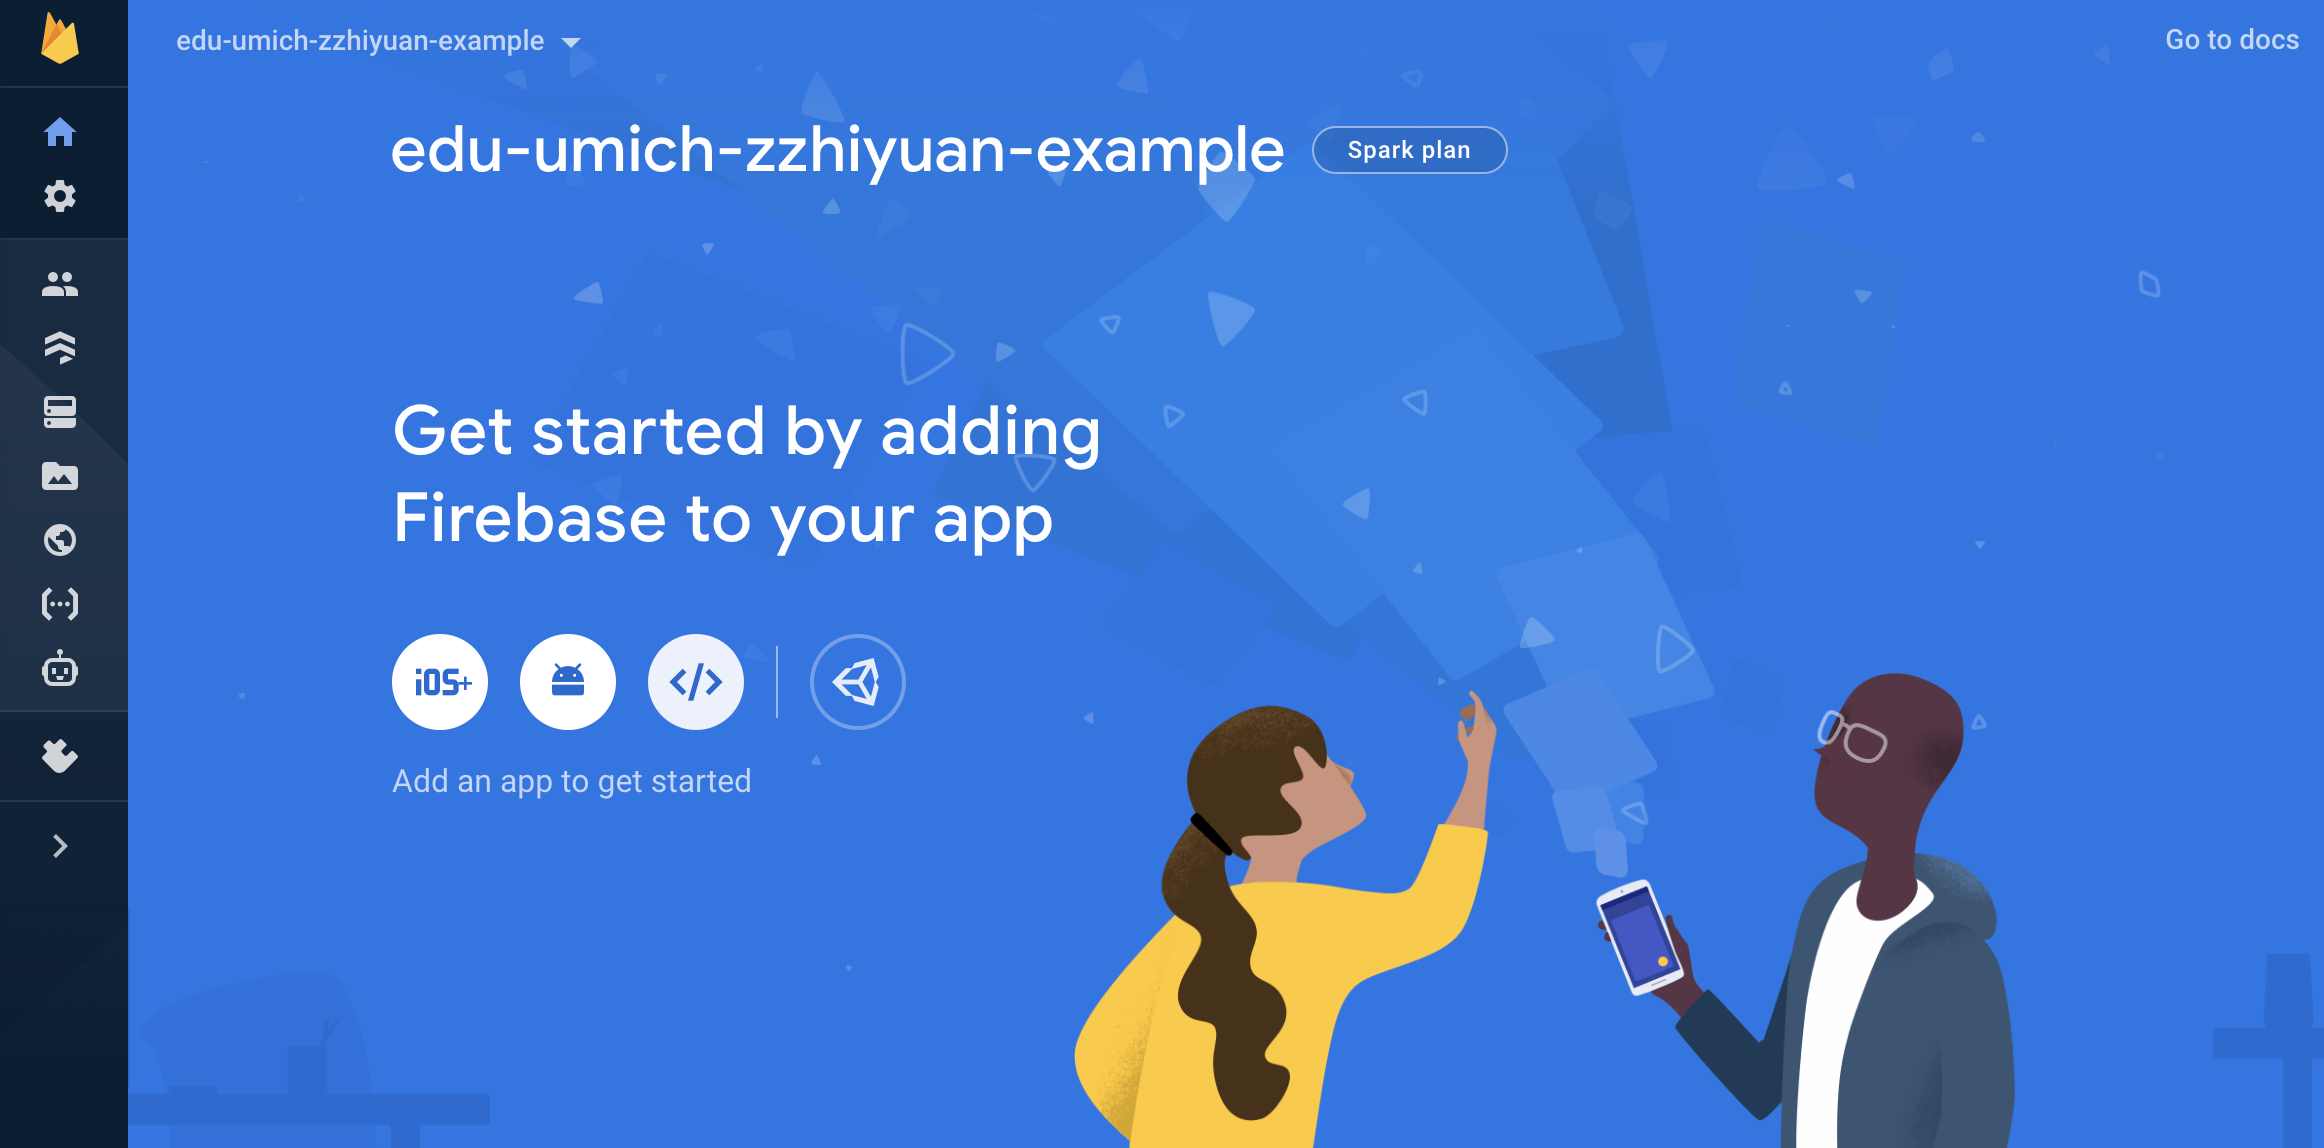 edu-umich-zzhiyuan-example
Go to docs
edu-umich-zzhiyuan-example
Spark plan
Get started by adding
Firebase to your app
iOS+
</>
Add an app to get started